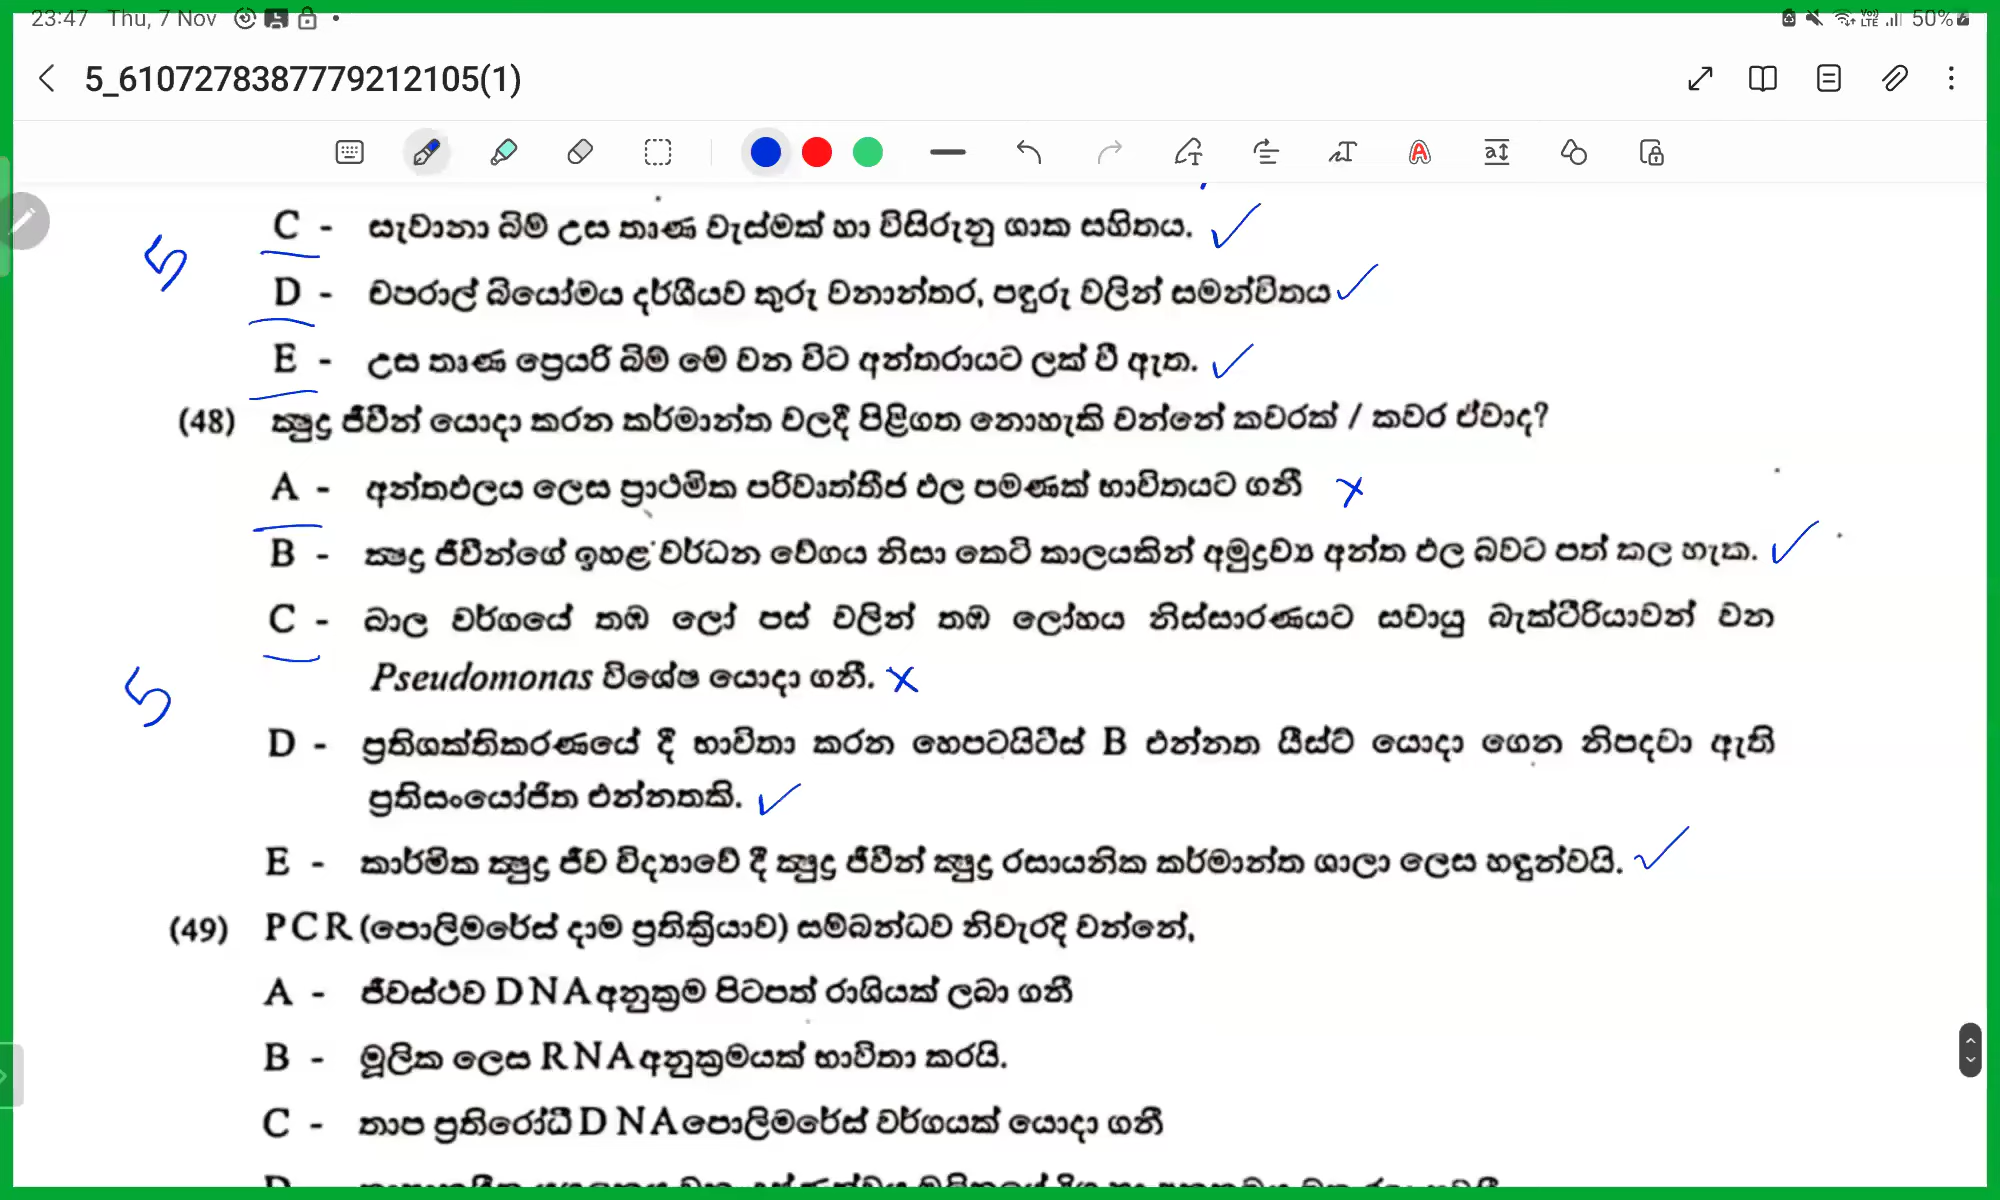 23:47 Thu, 7 Nov
50%
5_6107278387779212105(1)
C - සැවානා බිම් උස තෘණ වැස්මක් හා විසිරුනු ශාක සහිතය.
5
D - චපරාල් බියෝමය දර්ශීයව කුරු වනාන්තර, පඳුරු වලින් සමන්විතය
E - උස තෘණ ප්‍රෙයරි බිම් මේ වන විට අන්තරායට ලක් වී ඇත.
(48) ක්‍ෂුද්‍ර ජීවීන් යොදා කරන කර්මාන්ත වලදී පිළිගත නොහැකි වන්නේ කවරක් / කවර ඒවාද?
A - අන්තඵලය ලෙස ප්‍රාථමික පරිවෘත්තීජ ඵල පමණක් භාවිතයට ගනී
B - ක්‍ෂද්‍ර ජීවීන්ගේ ඉහළ වර්ධන වේගය නිසා කෙටි කාලයකින් අමුද්‍රව්‍ය අන්ත ඵල බවට පත් කල හැක.
C - බාල වර්ගයේ තඹ ලෝ පස් වලින් තඹ ලෝහය නිස්සාරණයට සවායු බැක්ටීරියාවන් වන
Pseudomonas විශේෂ යොදා ගනී.
5
D - ප්‍රතිශක්තිකරණයේ දී භාවිතා කරන හෙපටයිටීස් B එන්නත යීස්ට් යොදා ගෙන නිපදවා ඇති
ප්‍රතිසංයෝජිත එන්නතකි.
E - කාර්මික ක්‍ෂුද්‍ර ජීව විද්‍යාවේ දී ක්‍ෂුද්‍ර ජීවීන් ක්‍ෂුද්‍ර රසායනික කර්මාන්ත ශාලා ලෙස හඳුන්වයි.
(49) PCR (පොලිමරේස් දාම ප්‍රතික්‍රියාව) සම්බන්ධව නිවැරදි වන්නේ,
A - ජීවස්ථව DNA අනුක්‍රම පිටපත් රාශියක් ලබා ගනී
B - මූලික ලෙස RNA අනුක්‍රමයක් භාවිතා කරයි.
C - තාප ප්‍රතිරෝධී DNA පොලිමරේස් වර්ගයක් යොදා ගනී